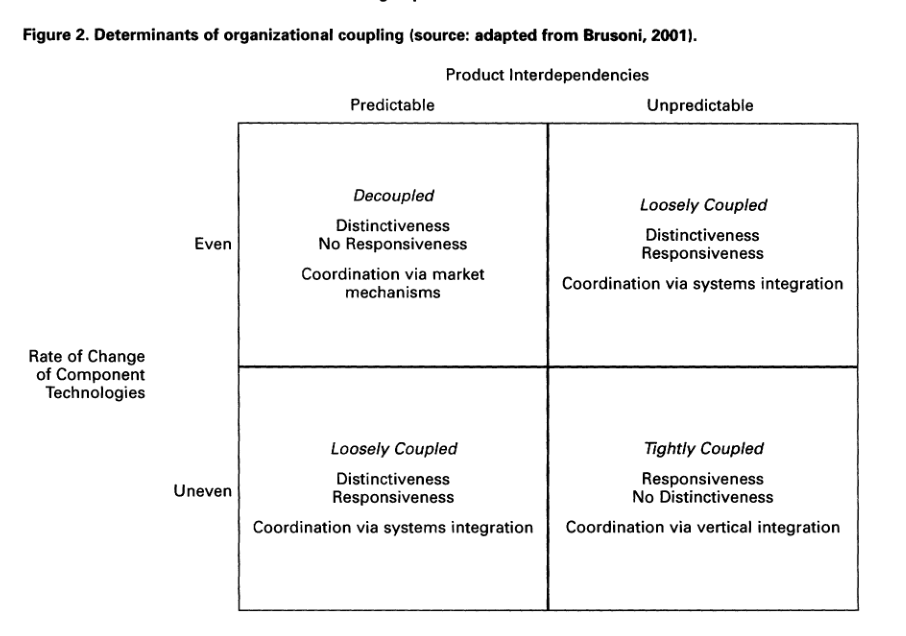 Figure 2. Determinants of organizational coupling (source: adapted from Brusoni, 2001).
Product Interdependencies
Predictable
Unpredictable
Rate of Change
of Component
Technologies
Even
Decoupled
Distinctiveness
No Responsiveness
Coordination via market
mechanisms
Loosely Coupled
Distinctiveness
Responsiveness
Coordination via systems integration
Uneven
Loosely Coupled
Distinctiveness
Responsiveness
Coordination via systems integration
Tightly Coupled
Responsiveness
No Distinctiveness
Coordination via vertical integration